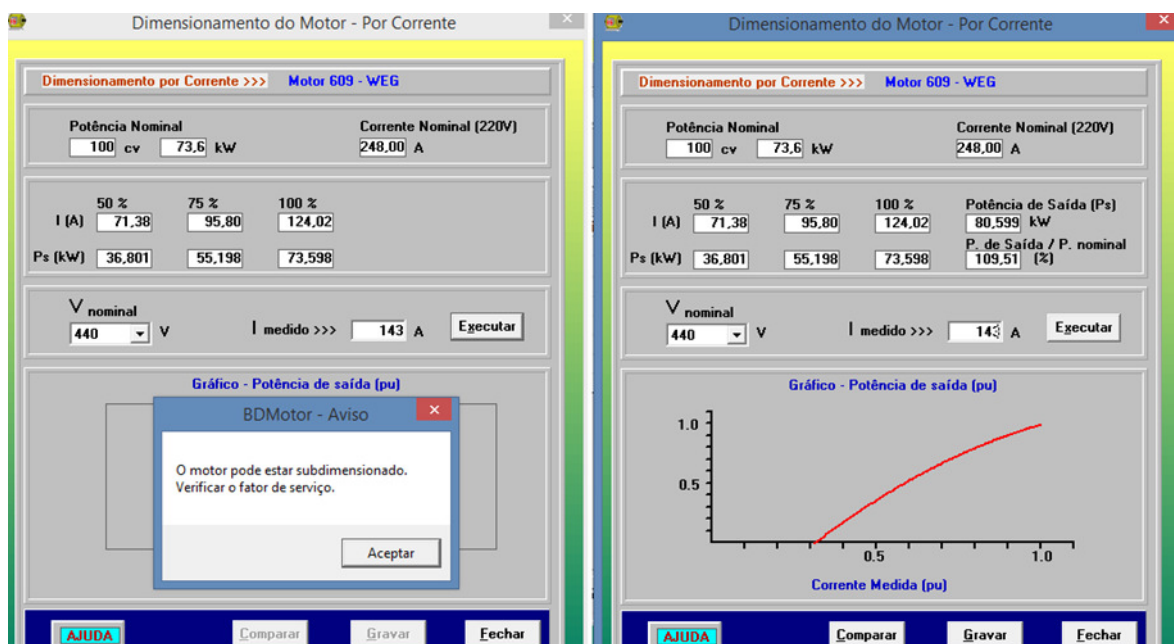 Dimensionamento do Motor - Por Corrente
Dimensionamento por Corrente >>> Motor 609 - WEG
Potência Nominal Corrente Nominal (220V)
100 cv 73,6 kW 248,00 A
50 % 75 % 100 %
I (A) 71,38 95,80 124,02
Ps (kW) 36,801 55,198 73,598
V nominal
440 V I medido >>> 143 A Executar
Gráfico - Potência de saída (pu)
BDMotor - Aviso
O motor pode estar subdimensionado.
Verificar o fator de serviço.
Aceptar
AJUDA Comparar Gravar Fechar
Dimensionamento do Motor - Por Corrente
Dimensionamento por Corrente >>> Motor 609 - WEG
Potência Nominal Corrente Nominal (220V)
100 cv 73,6 kW 248,00 A
50 % 75 % 100 % Potência de Saída (Ps)
I (A) 71,38 95,80 124,02 80,599 kW
P. de Saída / P. nominal
Ps (kW) 36,801 55,198 73,598 109,51 (%)
V nominal
440 V I medido >>> 143 A Executar
Gráfico - Potência de saída (pu)
1.0
0.5
0.5 1.0
Corrente Medida (pu)
AJUDA Comparar Gravar Fechar